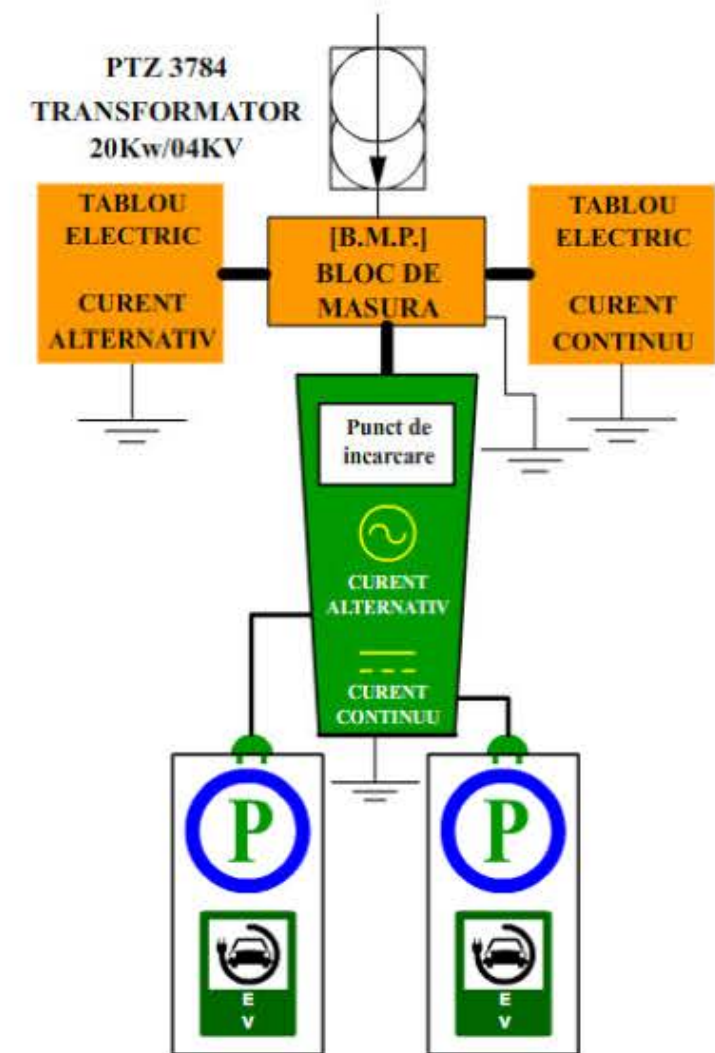 PTZ 3784
TRANSFORMATOR
20Kw/04KV
TABLOU
ELECTRIC
CURENT
ALTERNATIV
[B.M.P.]
BLOC DE
MASURA
TABLOU
ELECTRIC
CURENT
CONTINUU
Punct de
incarcare
CURENT
ALTERNATIV
CURENT
CONTINUU
P
E
V
P
E
V